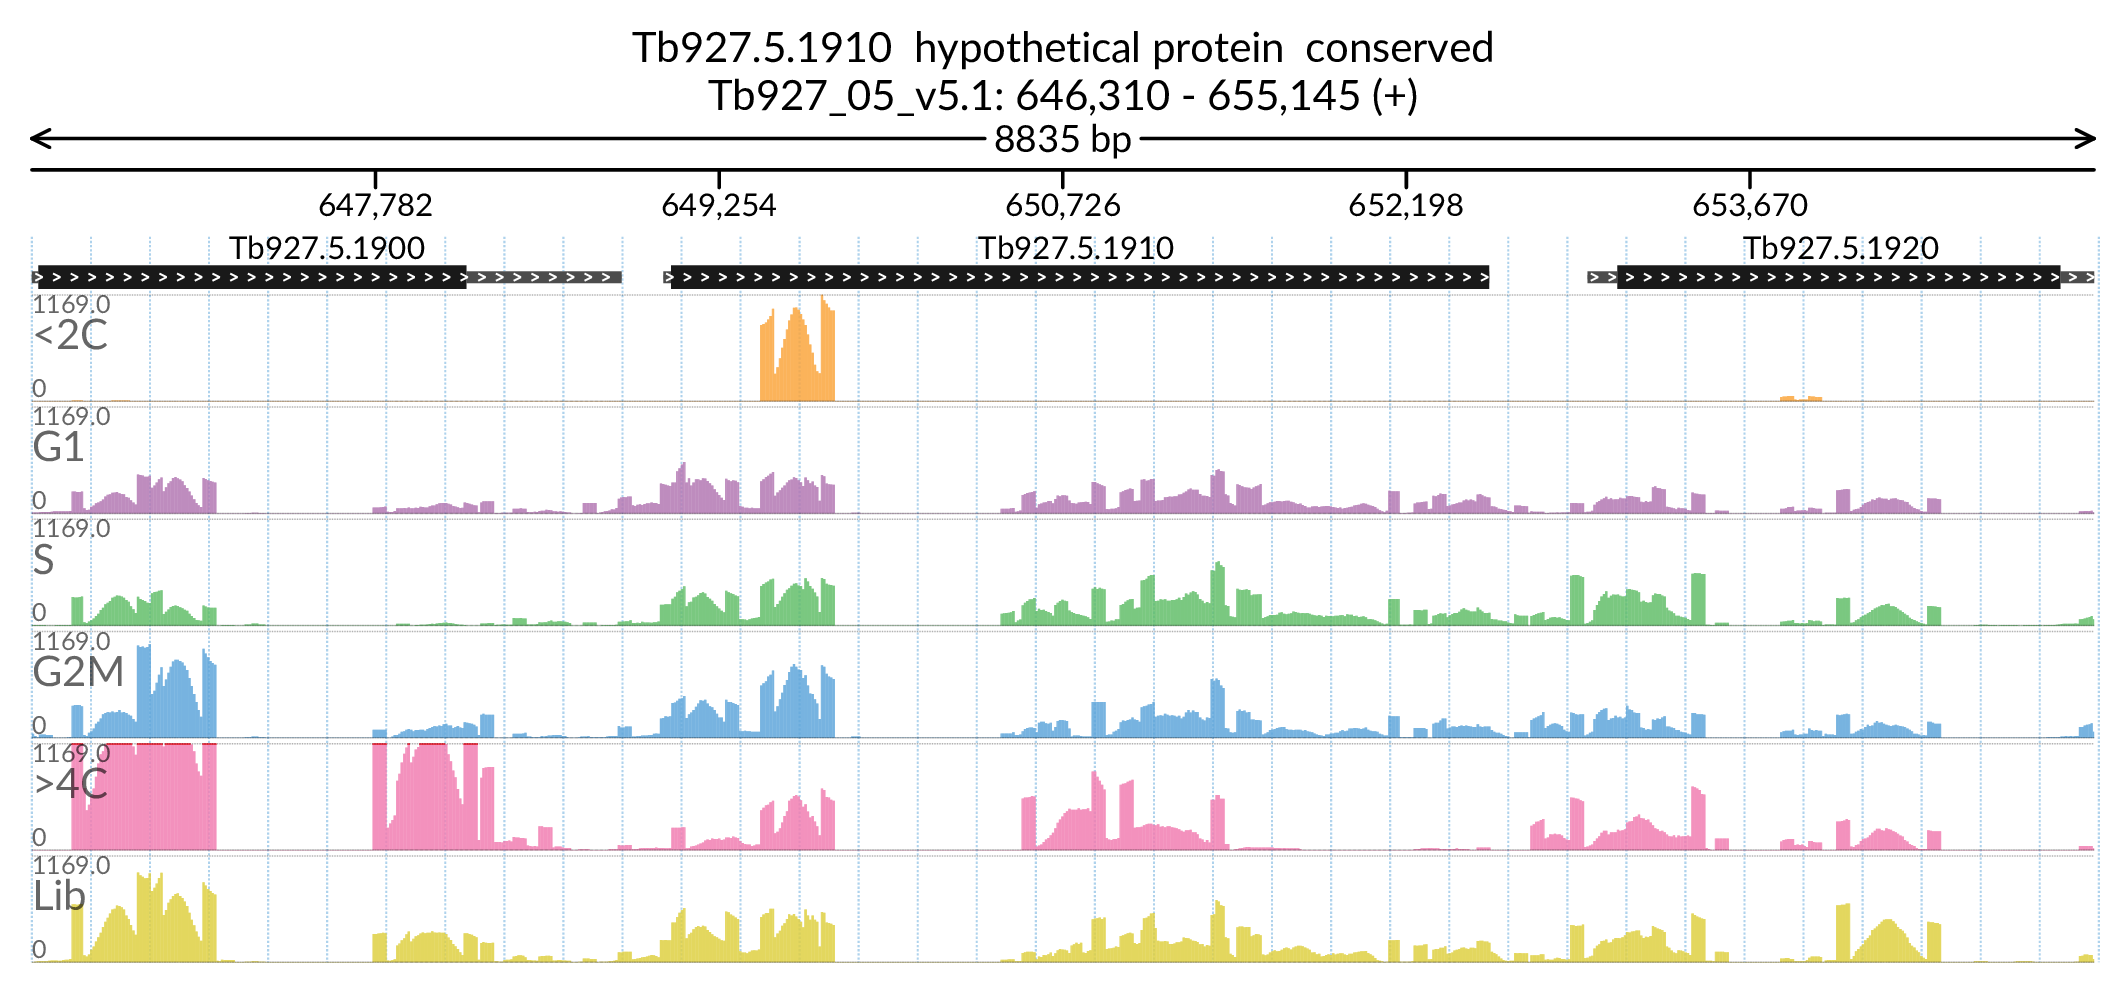 Tb927.5.1910  hypothetical protein  conserved
Tb927_05_v5.1: 646,310 - 655,145 (+)
8835 bp
647,782 649,254 650,726 652,198 653,670
Tb927.5.1900 Tb927.5.1910 Tb927.5.1920
1169.0
<2C
0
1169.0
G1
0
1169.0
S
0
1169.0
G2M
0
1169.0
>4C
0
1169.0
Lib
0